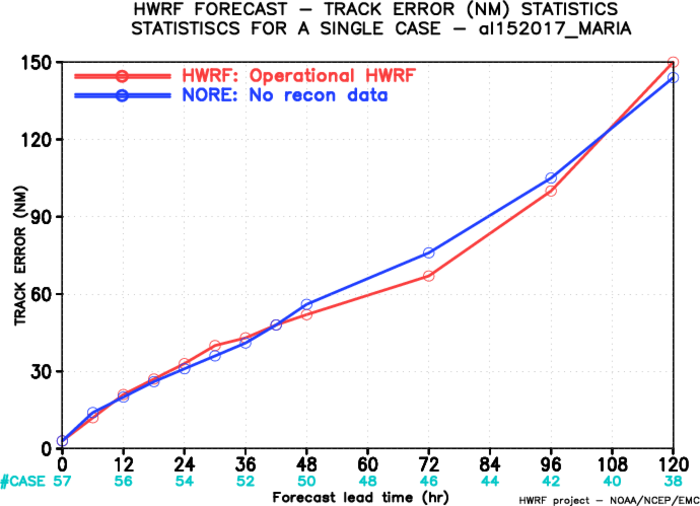 HWRF FORECAST – TRACK ERROR (NM) STATISTICS
STATISTISCS FOR A SINGLE CASE – al152017_MARIA
HWRF: Operational HWRF
NORE: No recon data
150
120
90
60
30
0
TRACK ERROR (NM)
0 12 24 36 48 60 72 84 96 108 120
#CASE 57 56 54 52 50 48 46 44 42 40 38
Forecast lead time (hr)
HWRF project – NOAA/NCEP/EMC